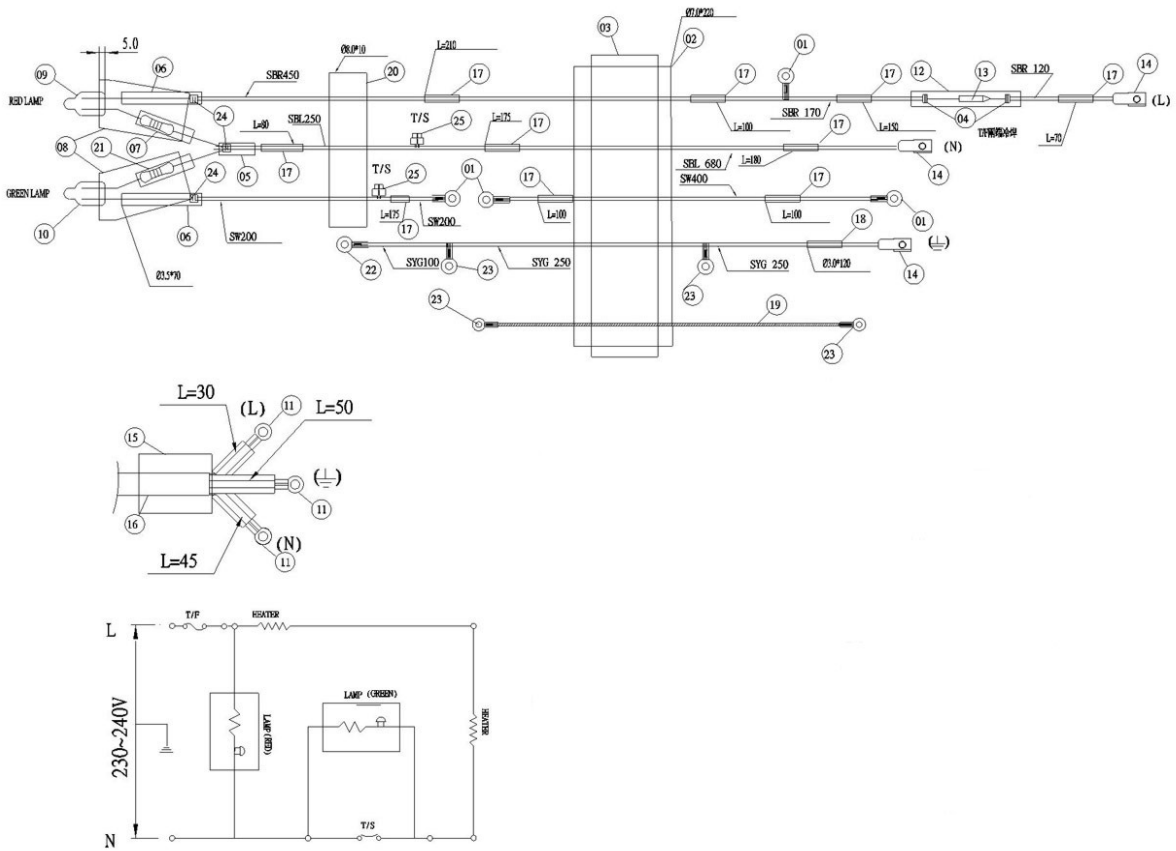 5.0
09
06
SBR450
Ø8.0*10
20
L=210
17
03
Ø7.0*220
02
17
01
17
12
13
SBR 120
17
14
(L)
RED LAMP
24
SBL250
T/S
25
L=175
17
L=100
SBR 170
17
L=150
04
L=70
07
L=80
08
21
05
17
T/S
25
SBL 680
L=180
(N)
14
GREEN LAMP
24
01
17
SW400
17
10
06
SW200
L=175
17
SW200
L=100
L=100
01
Ø3.5*70
22
SYG100
23
SYG 250
23
SYG 250
18
Ø3.0*120
14
23
19
23
L=30
(L)
11
L=50
15
16
11
(N)
11
L=45
L
T/F
HEATER
230~240V
LAMP(RED)
LAMP (GREEN)
HEATER
N
T/S